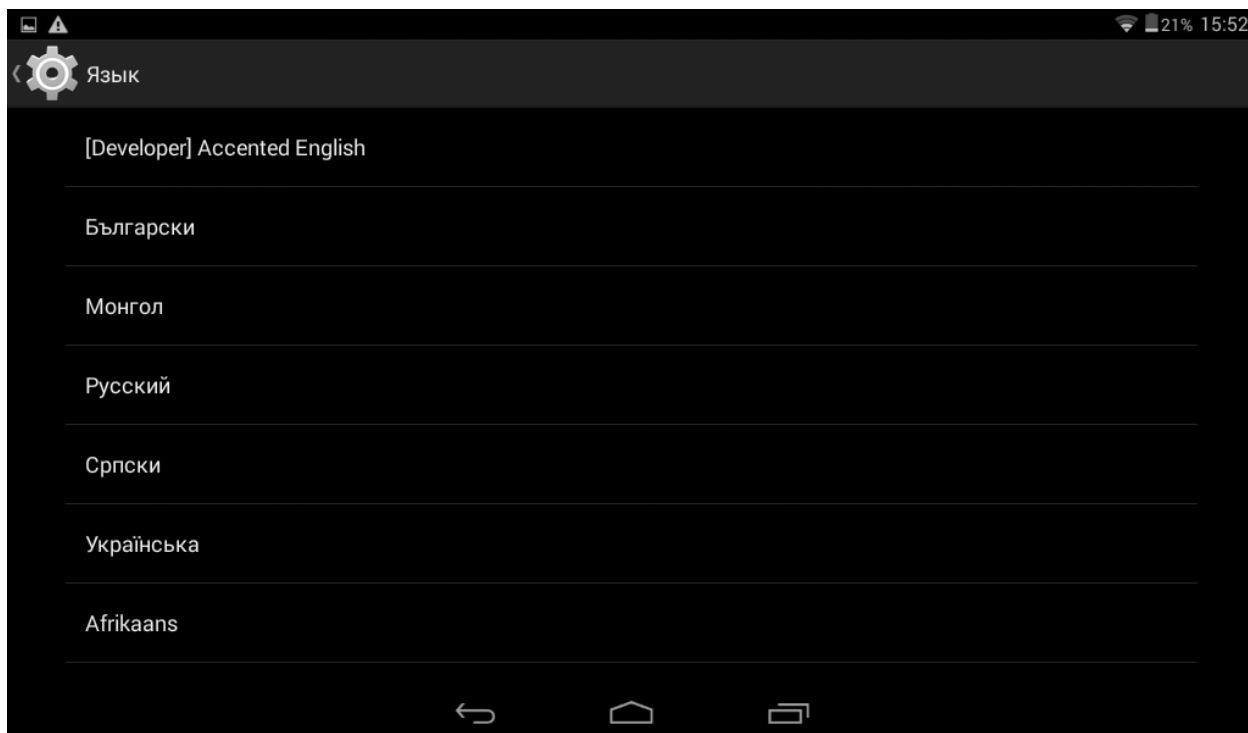 21% 15:52
Язык
[Developer] Accented English
Български
Монгол
Русский
Српски
Українська
Afrikaans